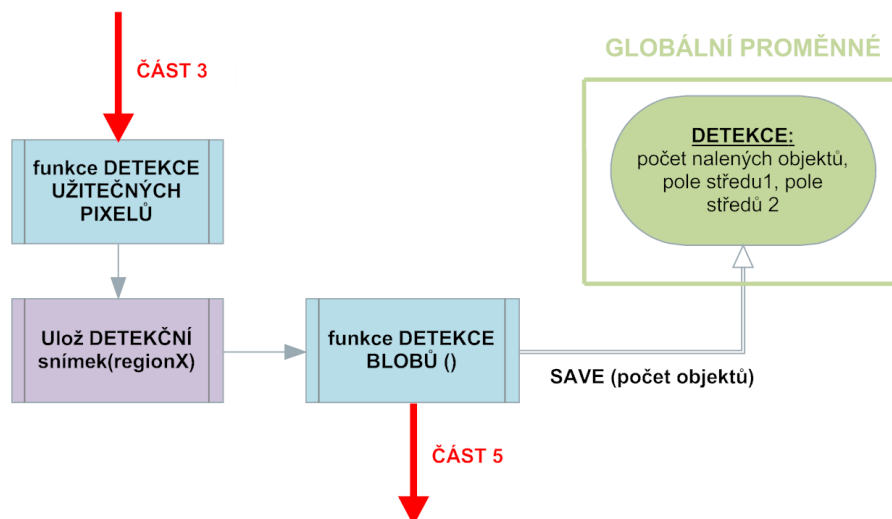 GLOBÁLNÍ PROMĚNNÉ
ČÁST 3
DETEKCE:
počet nalených objektů,
pole středu1, pole
středů 2
funkce DETEKCE
UŽITEČNÝCH
PIXELŮ
Ulož DETEKČNÍ
snímek(regionX)
funkce DETEKCE
BLOBŮ ()
SAVE (počet objektů)
ČÁST 5